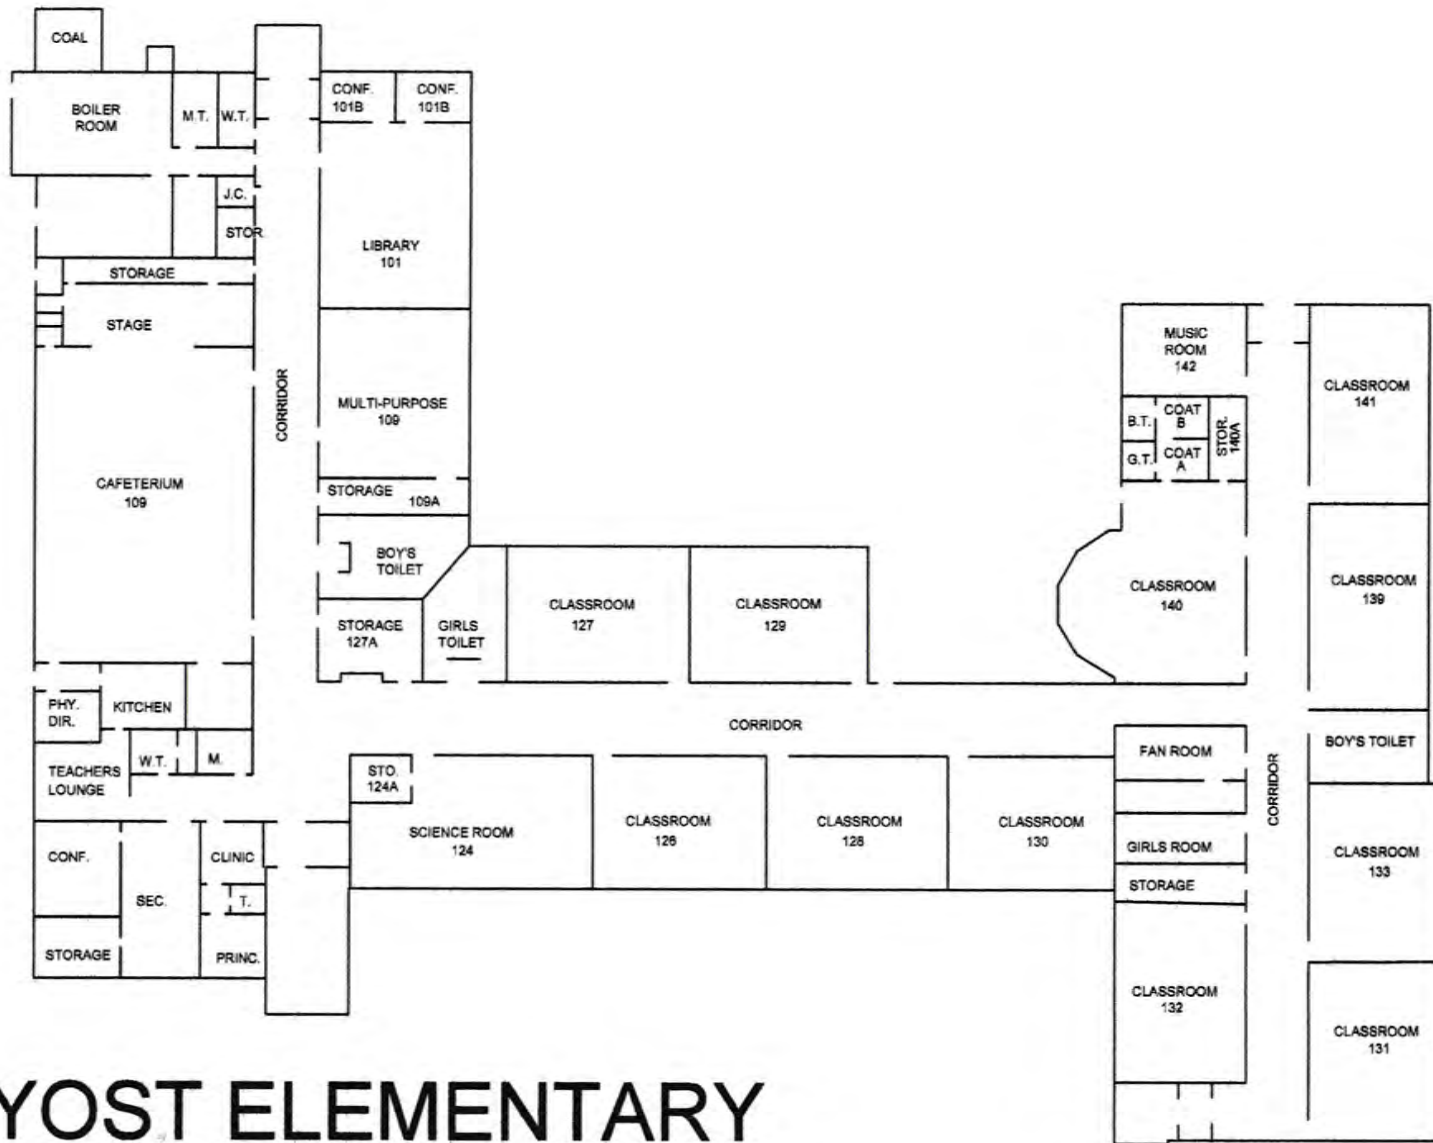 COAL
BOILER
ROOM
M.T.
W.T.
CONF.
101B
CONF.
101B
J.C.
STOR.
LIBRARY
101
STORAGE
STAGE
CORRIDOR
MULTI-PURPOSE
109
CAFETERIUM
109
STORAGE
109A
BOY'S
TOILET
STORAGE
127A
GIRLS
TOILET
CLASSROOM
127
CLASSROOM
129
MUSIC
ROOM
142
B.T.
COAT
B
G.T.
COAT
A
STOR.
140A
CLASSROOM
141
CLASSROOM
140
CLASSROOM
139
PHY.
DIR.
KITCHEN
W.T.
M.
TEACHERS
LOUNGE
CORRIDOR
STO.
124A
SCIENCE ROOM
124
CLASSROOM
126
CLASSROOM
128
CLASSROOM
130
FAN ROOM
BOY'S TOILET
CORRIDOR
GIRLS ROOM
STORAGE
CLASSROOM
133
CONF.
SEC.
CLINIC
T.
STORAGE
PRINC.
CLASSROOM
132
CLASSROOM
131
YOST ELEMENTARY